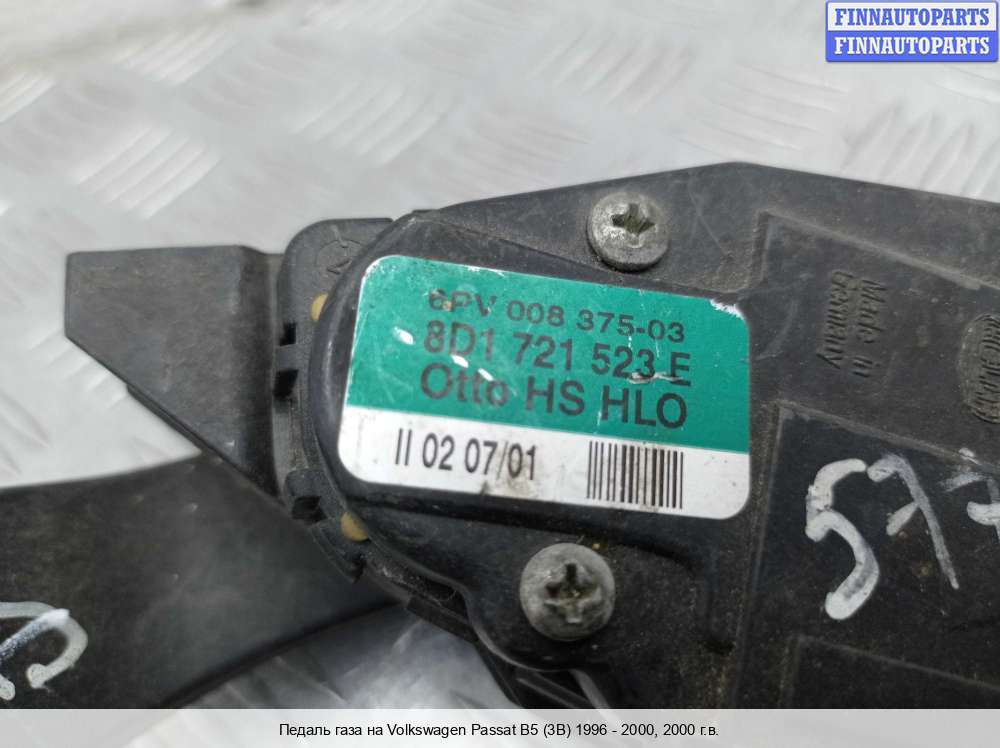 FINNAUTOPARTS
FINNAUTOPARTS
6PV 008 375-03
8D1 721 523 E
Otto HS HLO
II 02 07/01
Made in
Germany
577
Педаль газа на Volkswagen Passat B5 (3B) 1996 - 2000, 2000 г.в.